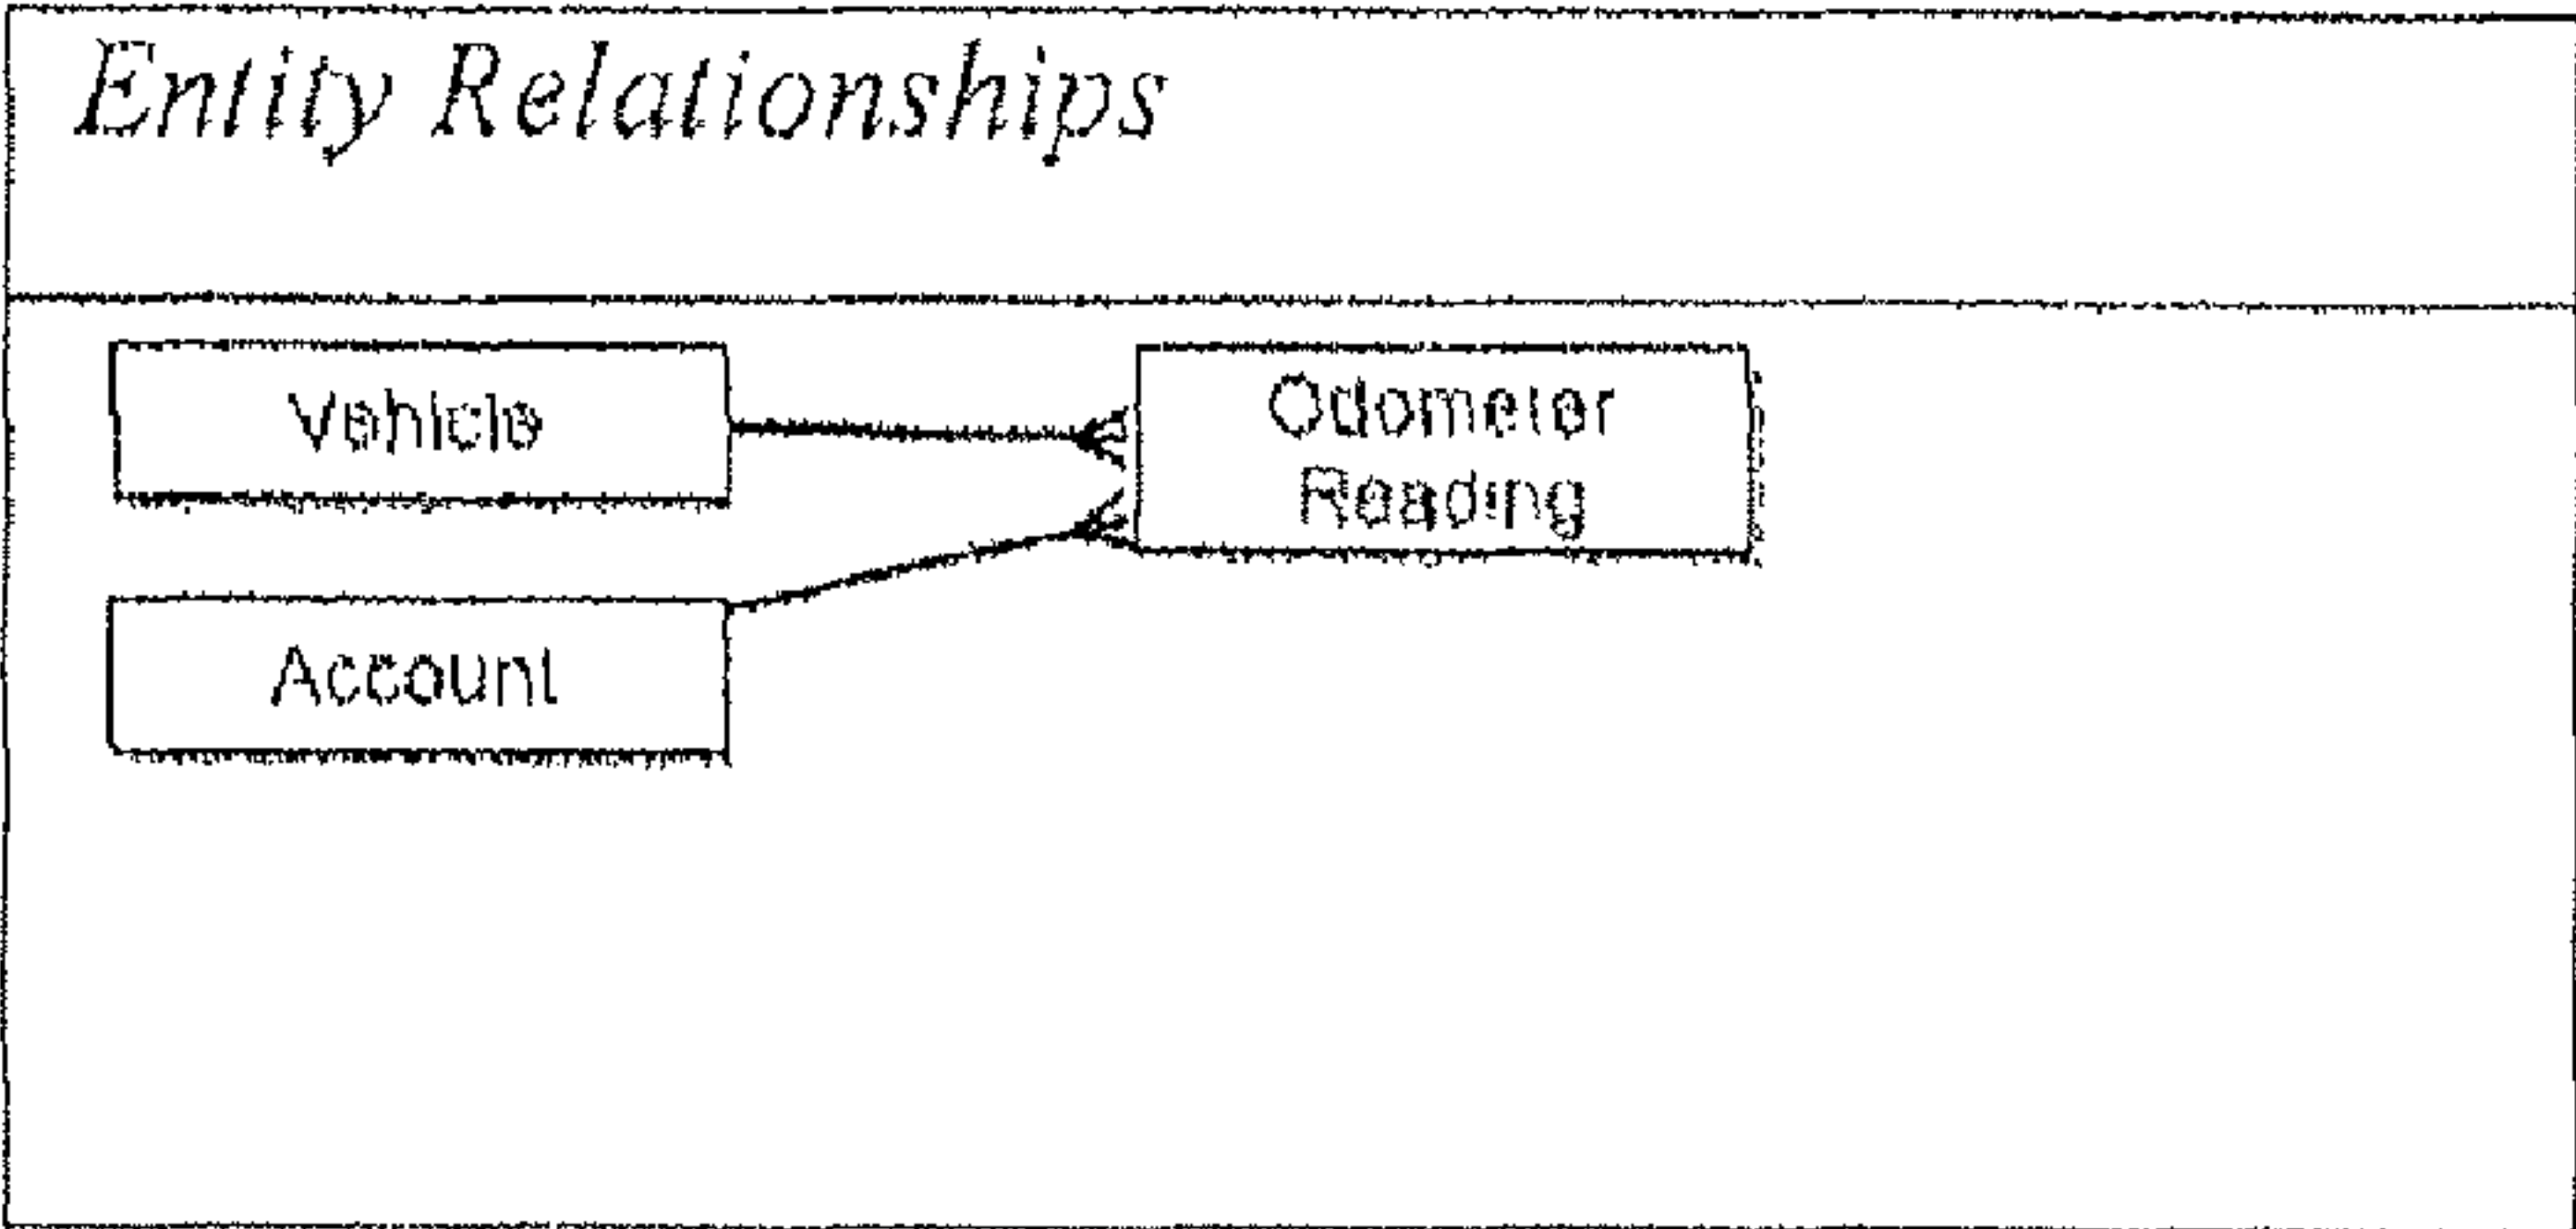 Entity Relationships
Vehicle
Odometer
Reading
Account